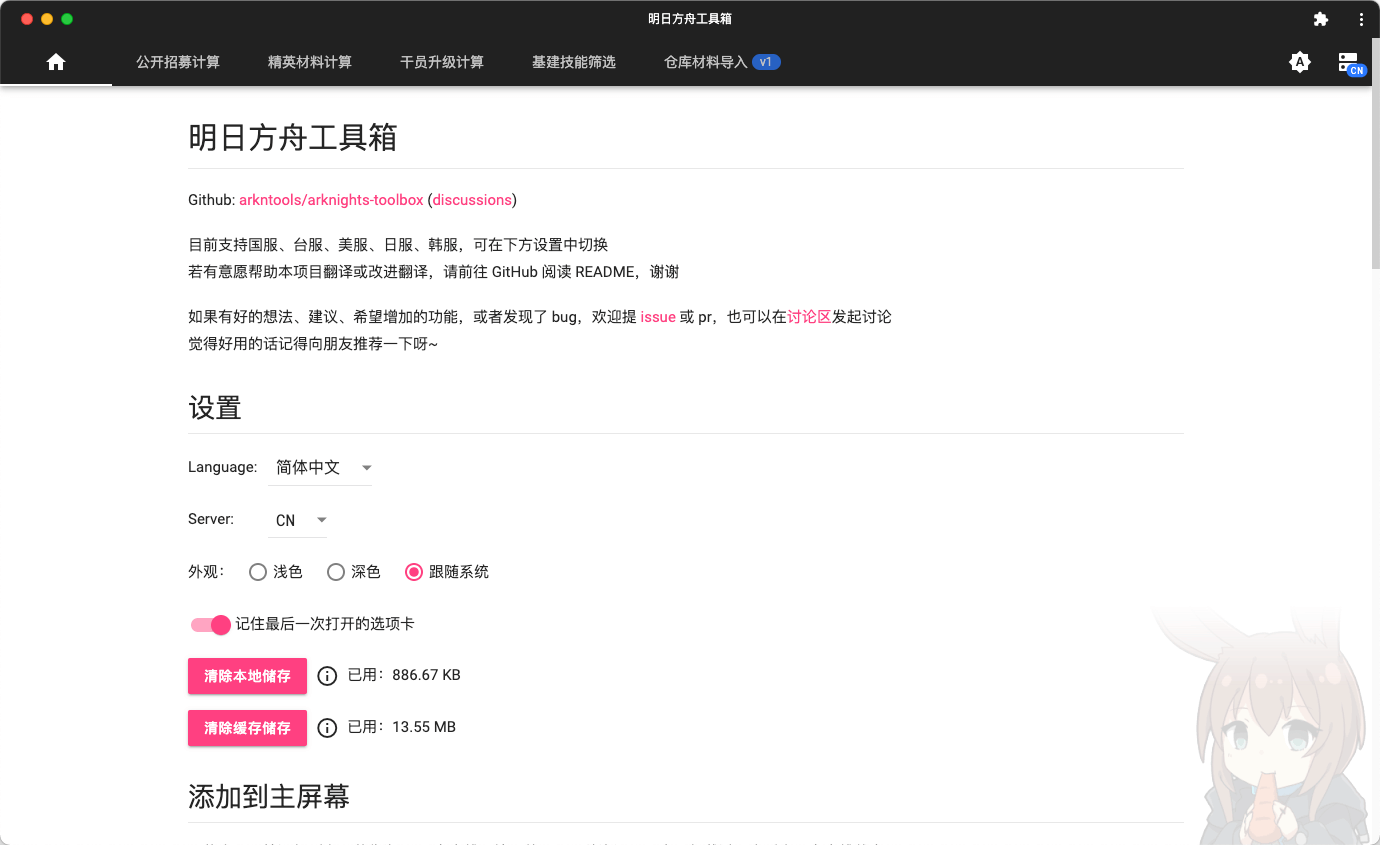 明日方舟工具箱
公开招募计算 精英材料计算 干员升级计算 基建技能筛选 仓库材料导入 v1 A CN
明日方舟工具箱
Github: arkntools/arknights-toolbox (discussions)
目前支持国服、台服、美服、日服、韩服，可在下方设置中切换
若有意愿帮助本项目翻译或改进翻译，请前往 GitHub 阅读 README，谢谢
如果有好的想法、建议、希望增加的功能，或者发现了 bug，欢迎提 issue 或 pr，也可以在讨论区发起讨论
觉得好用的话记得向朋友推荐一下呀~
设置
Language: 简体中文
Server: CN
外观： 浅色 深色 跟随系统
记住最后一次打开的选项卡
清除本地储存 已用：886.67 KB
清除缓存储存 已用：13.55 MB
添加到主屏幕